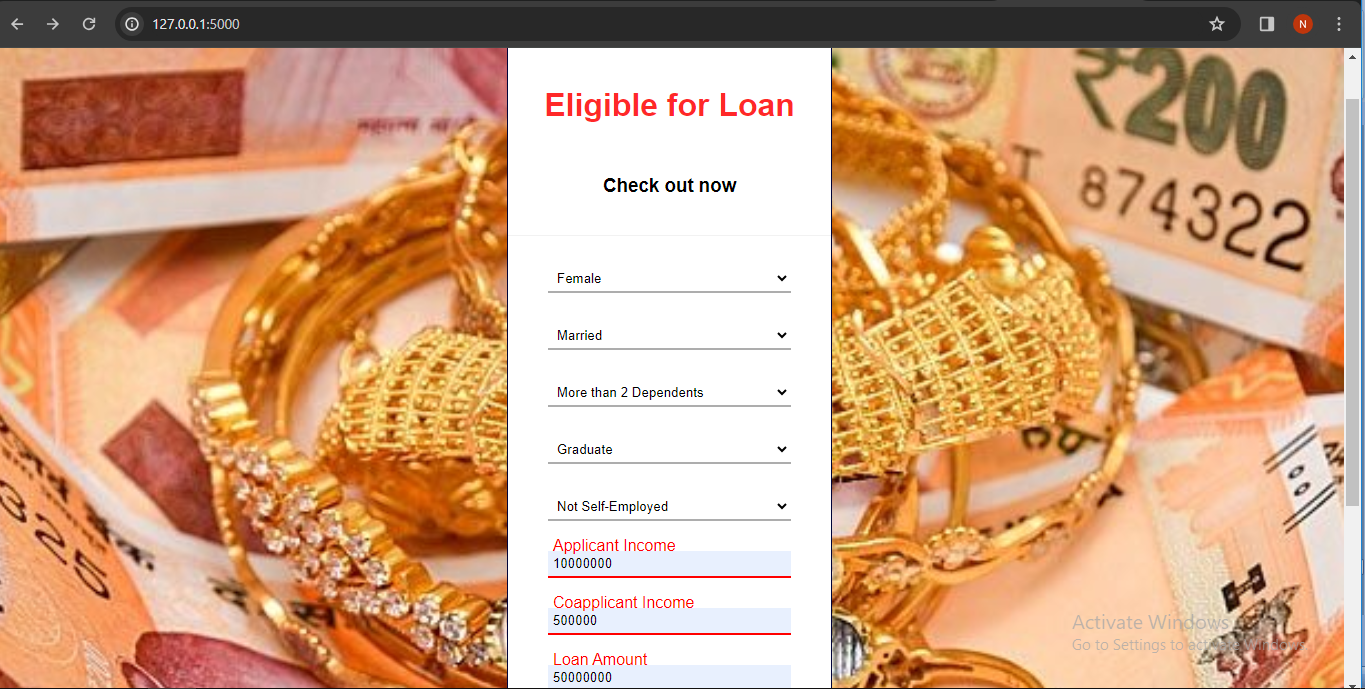 127.0.0.1:5000
N
Eligible for Loan
₹200
874322
Check out now
Female
Married
More than 2 Dependents
Graduate
Not Self-Employed
Applicant Income
10000000
Coapplicant Income
500000
Loan Amount
50000000
Activate Windows
Go to Settings to activate Windows.